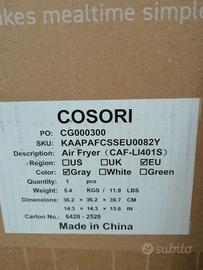 akes mealtime simple
COSORI
PO: CG000300
SKU: KAAPAFCSSEU0082Y
Description: Air Fryer（CAF-LI401S）
Region: □US □UK ☑EU
Color: ☑Gray □White □Green
Quantity: 1 pcs
Weight: 5.4 KGS / 11.9 LBS
Dimensions: 36.2 × 36.2 × 39.7 CM
14.3 × 14.3 × 15.6 IN
Carton No.: 6420 - 2520
Made in China
subito